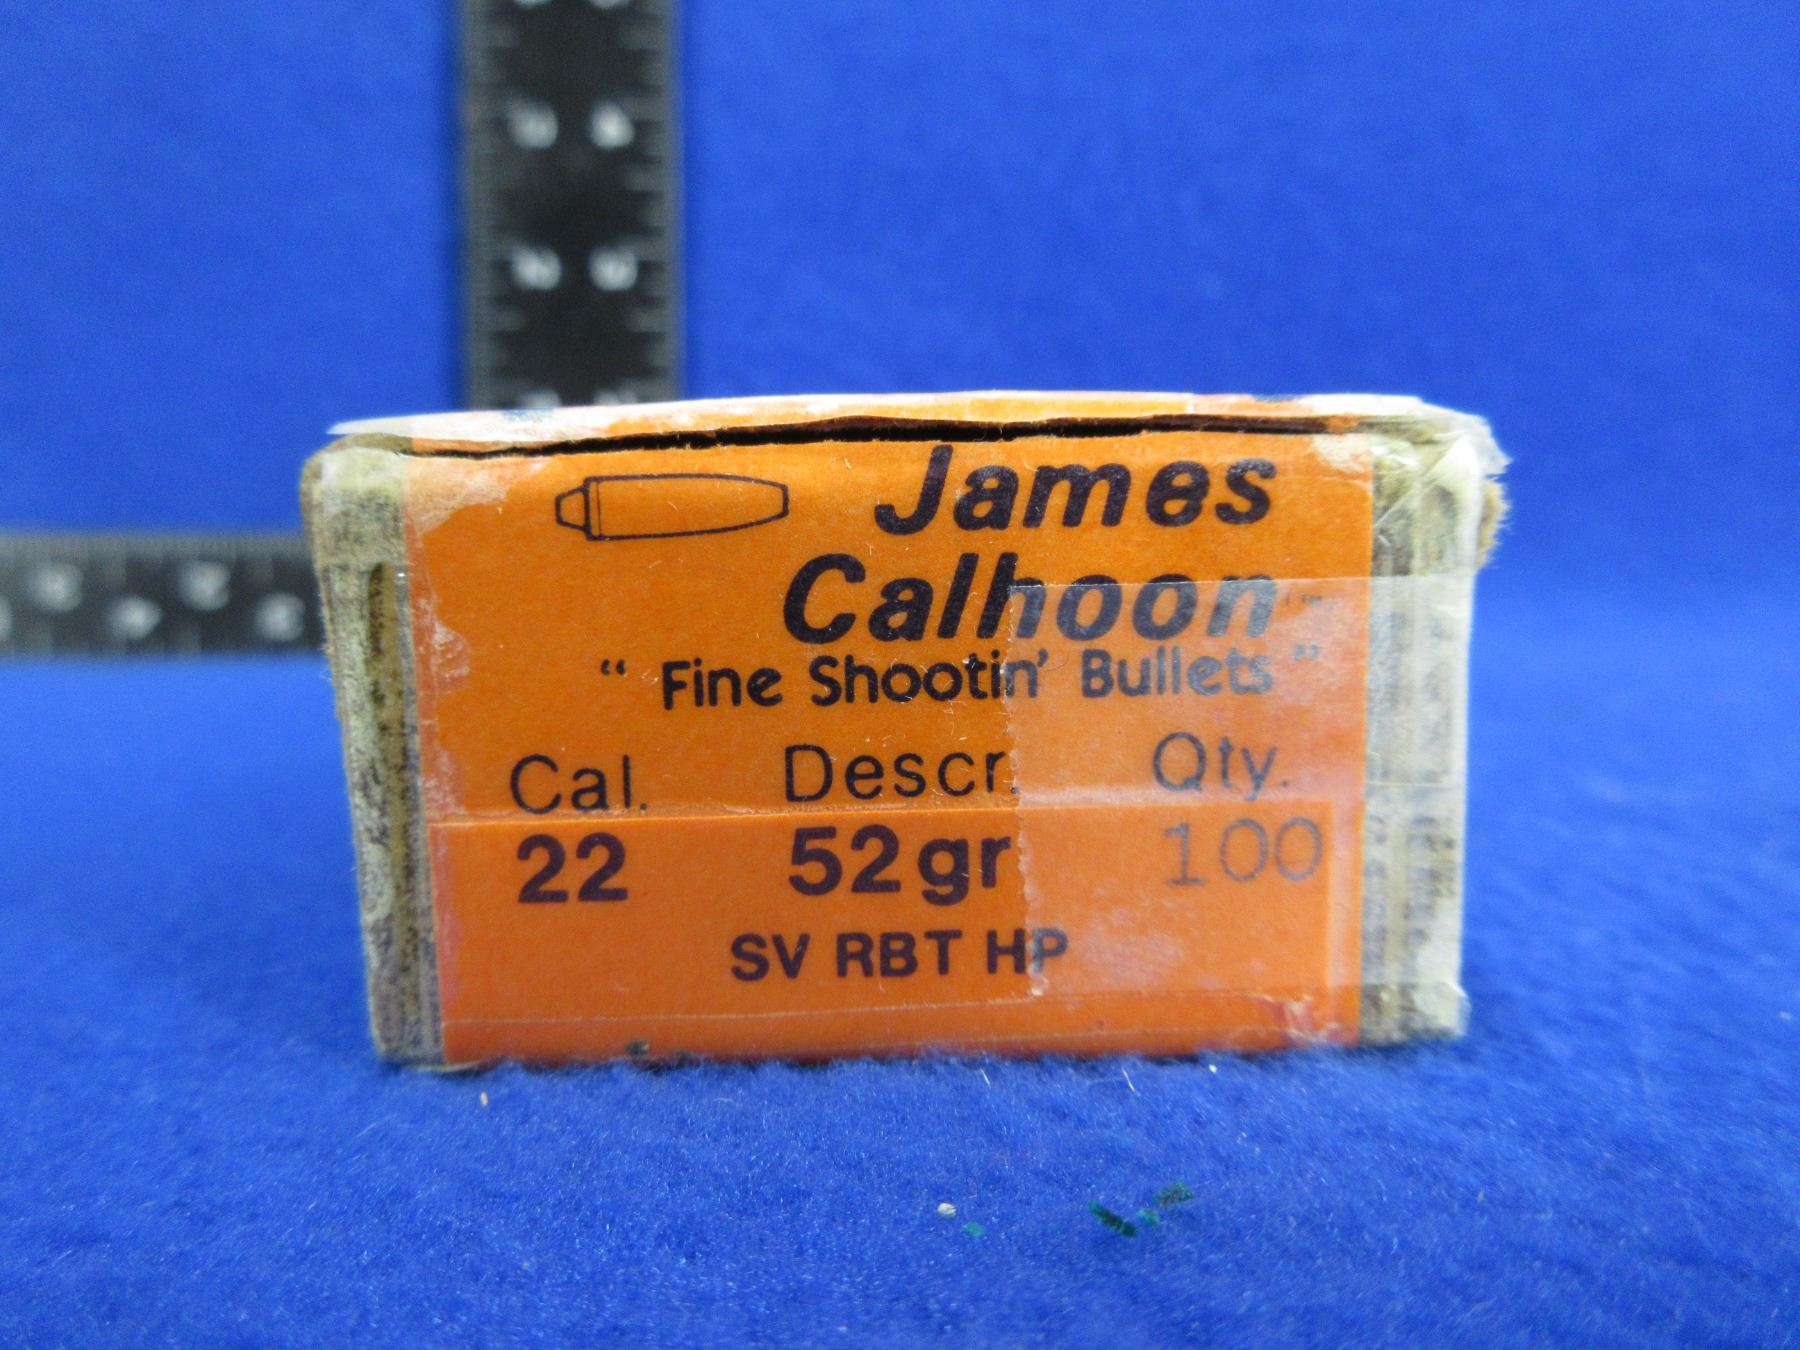 James
Calhoon
" Fine Shootin' Bullets "
Cal. Descr. Qty.
22 52gr 100
SV RBT HP